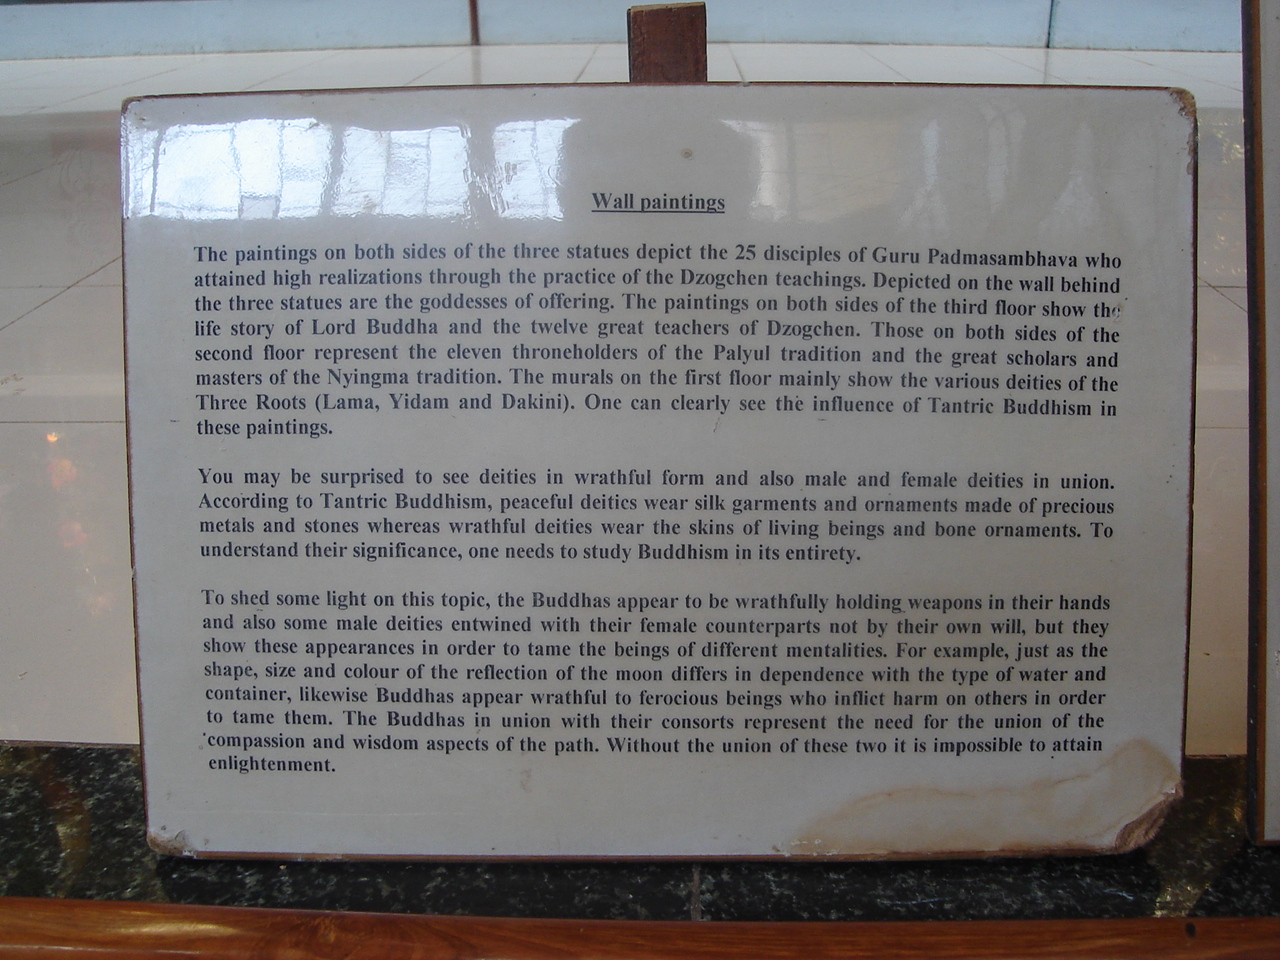 Wall paintings
The paintings on both sides of the three statues depict the 25 disciples of Guru Padmasambhava who
attained high realizations through the practice of the Dzogchen teachings. Depicted on the wall behind
the three statues are the goddesses of offering. The paintings on both sides of the third floor show the
life story of Lord Buddha and the twelve great teachers of Dzogchen. Those on both sides of the
second floor represent the eleven throneholders of the Palyul tradition and the great scholars and
masters of the Nyingma tradition. The murals on the first floor mainly show the various deities of the
Three Roots (Lama, Yidam and Dakini). One can clearly see the influence of Tantric Buddhism in
these paintings.
You may be surprised to see deities in wrathful form and also male and female deities in union.
According to Tantric Buddhism, peaceful deities wear silk garments and ornaments made of precious
metals and stones whereas wrathful deities wear the skins of living beings and bone ornaments. To
understand their significance, one needs to study Buddhism in its entirety.
To shed some light on this topic, the Buddhas appear to be wrathfully holding weapons in their hands
and also some male deities entwined with their female counterparts not by their own will, but they
show these appearances in order to tame the beings of different mentalities. For example, just as the
shape, size and colour of the reflection of the moon differs in dependence with the type of water and
container, likewise Buddhas appear wrathful to ferocious beings who inflict harm on others in order
to tame them. The Buddhas in union with their consorts represent the need for the union of the
compassion and wisdom aspects of the path. Without the union of these two it is impossible to attain
enlightenment.